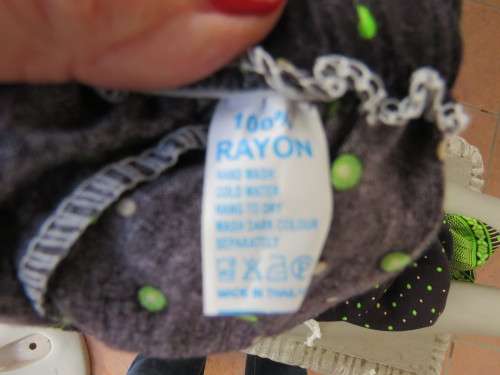 100%
RAYON
HAND WASH
COLD WATER
HANG TO DRY
WASH DARK COLOUR
SEPARATELY
MADE IN THAILAND